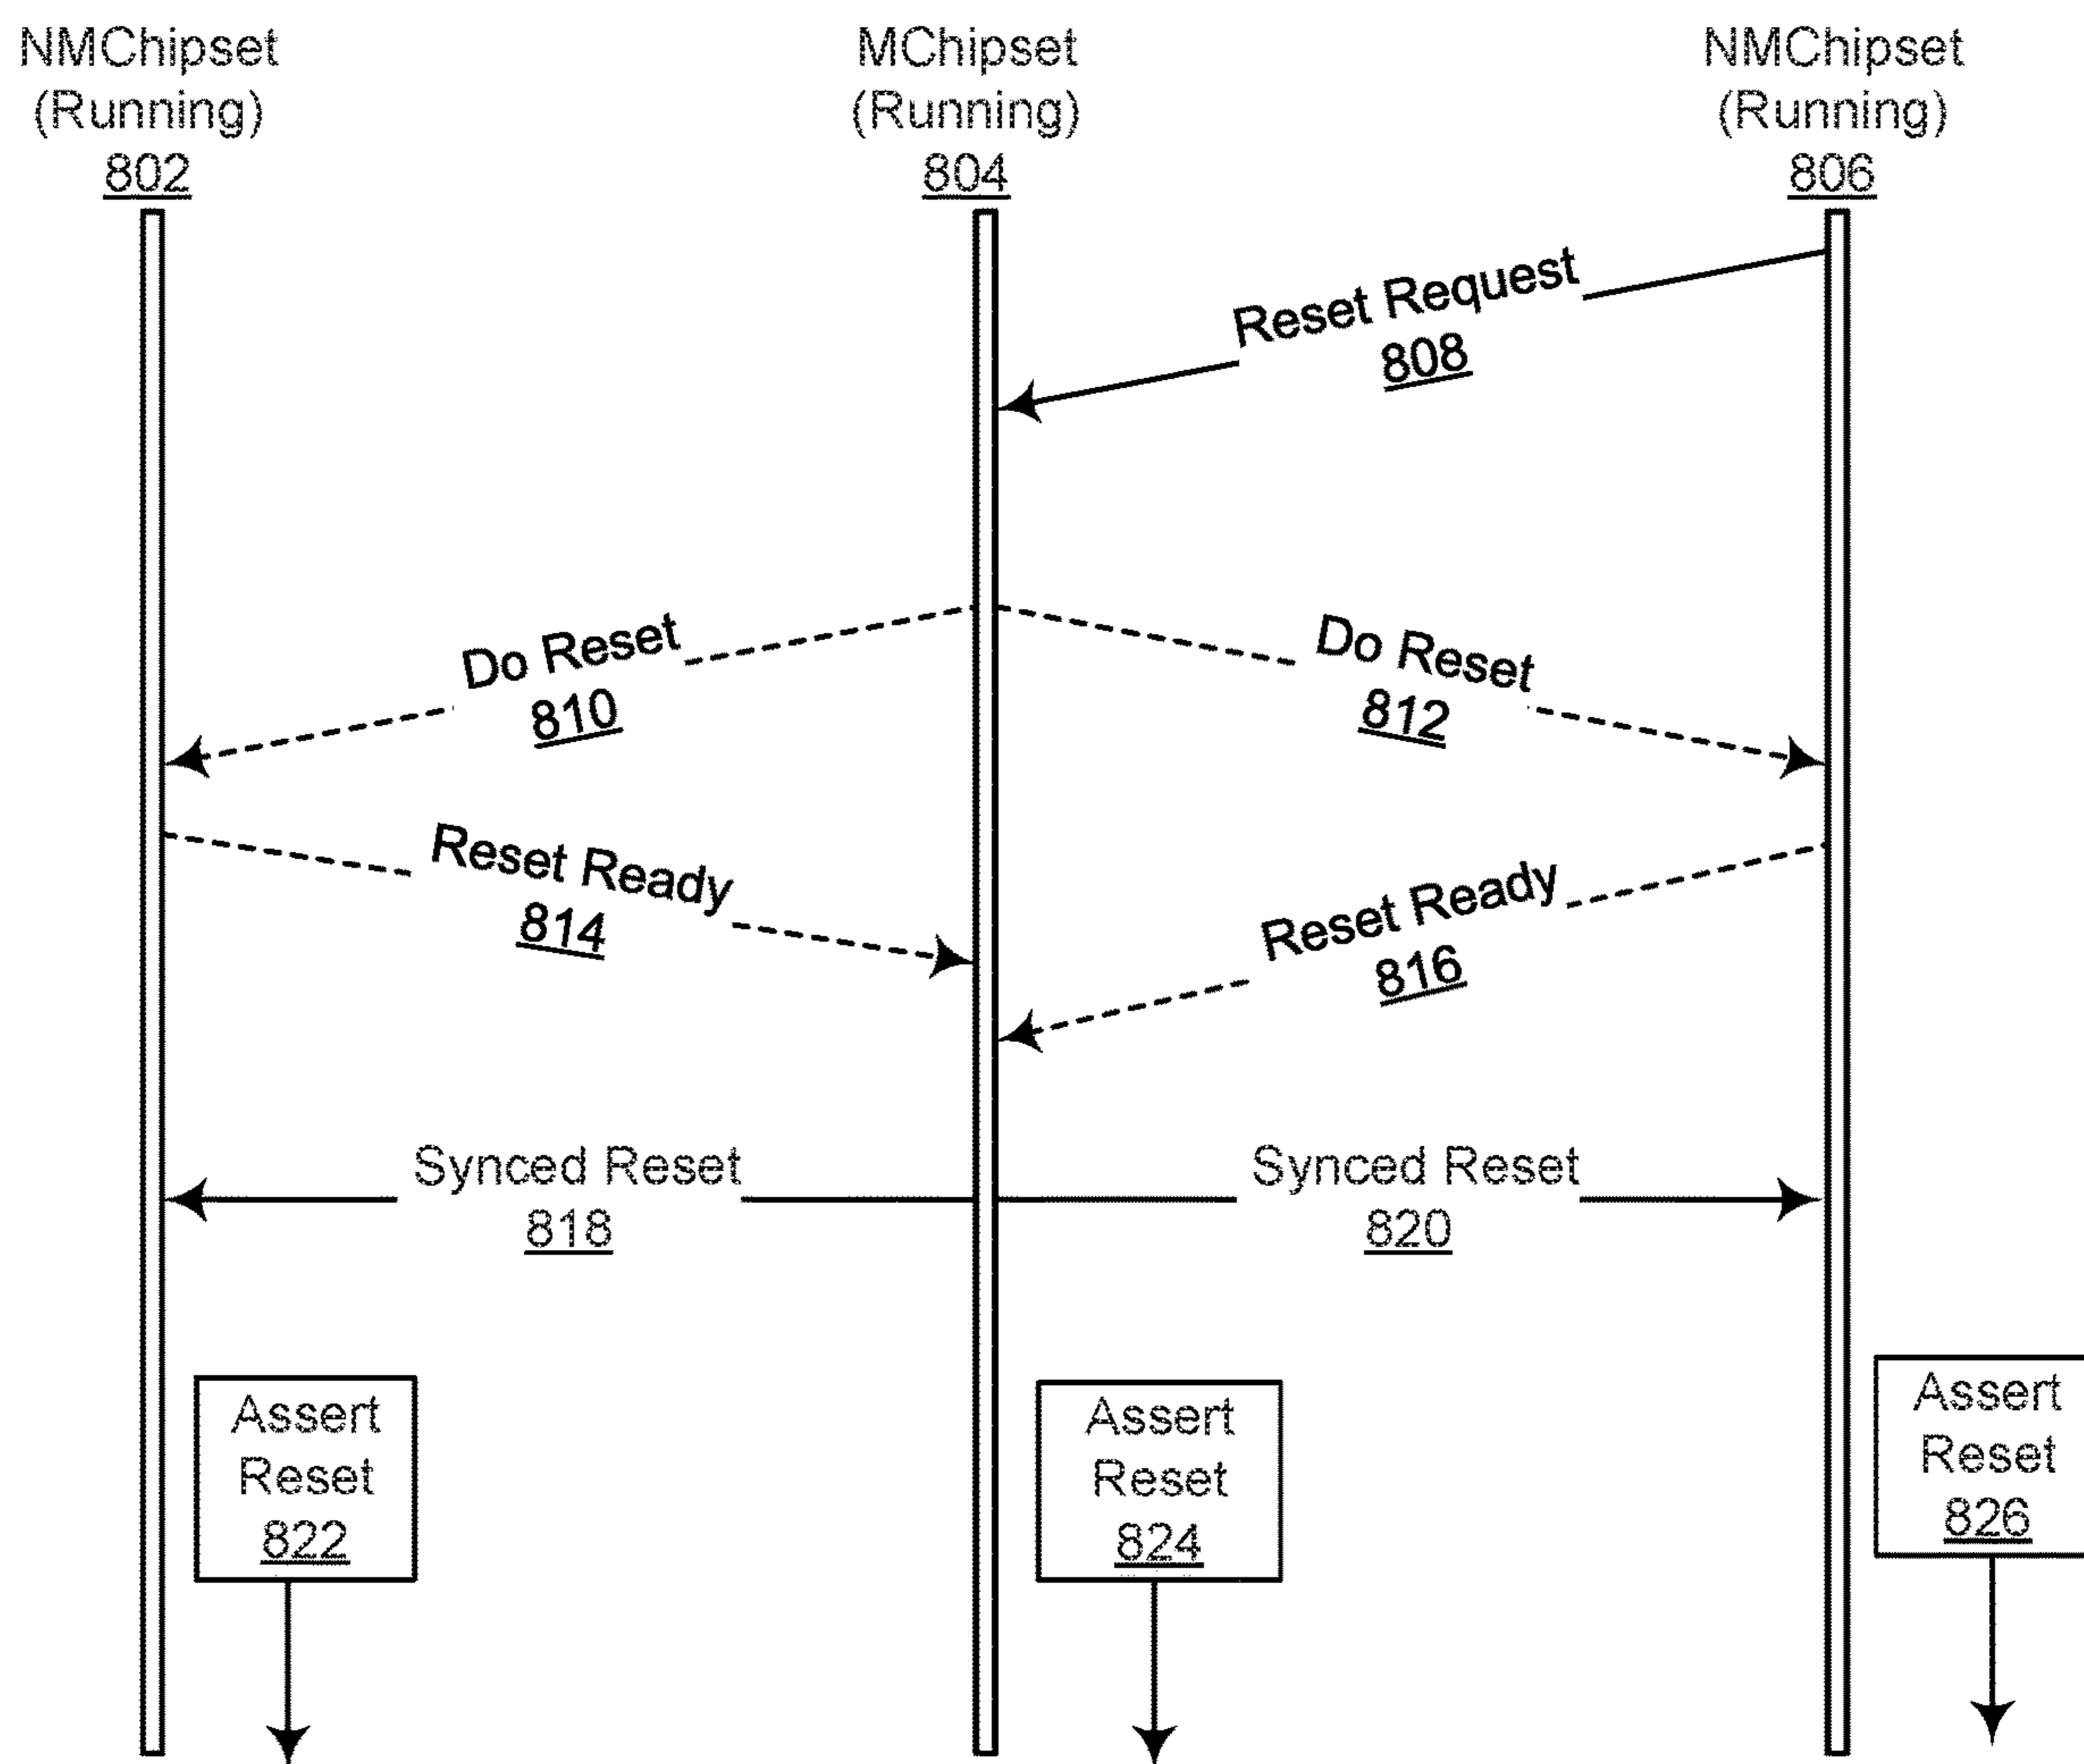 NMChipset
(Running)
802
MChipset
(Running)
804
NMChipset
(Running)
806
Reset Request
808
Do Reset
810
Do Reset
812
Reset Ready
814
Reset Ready
816
Synced Reset
818
Synced Reset
820
Assert
Reset
822
Assert
Reset
824
Assert
Reset
826